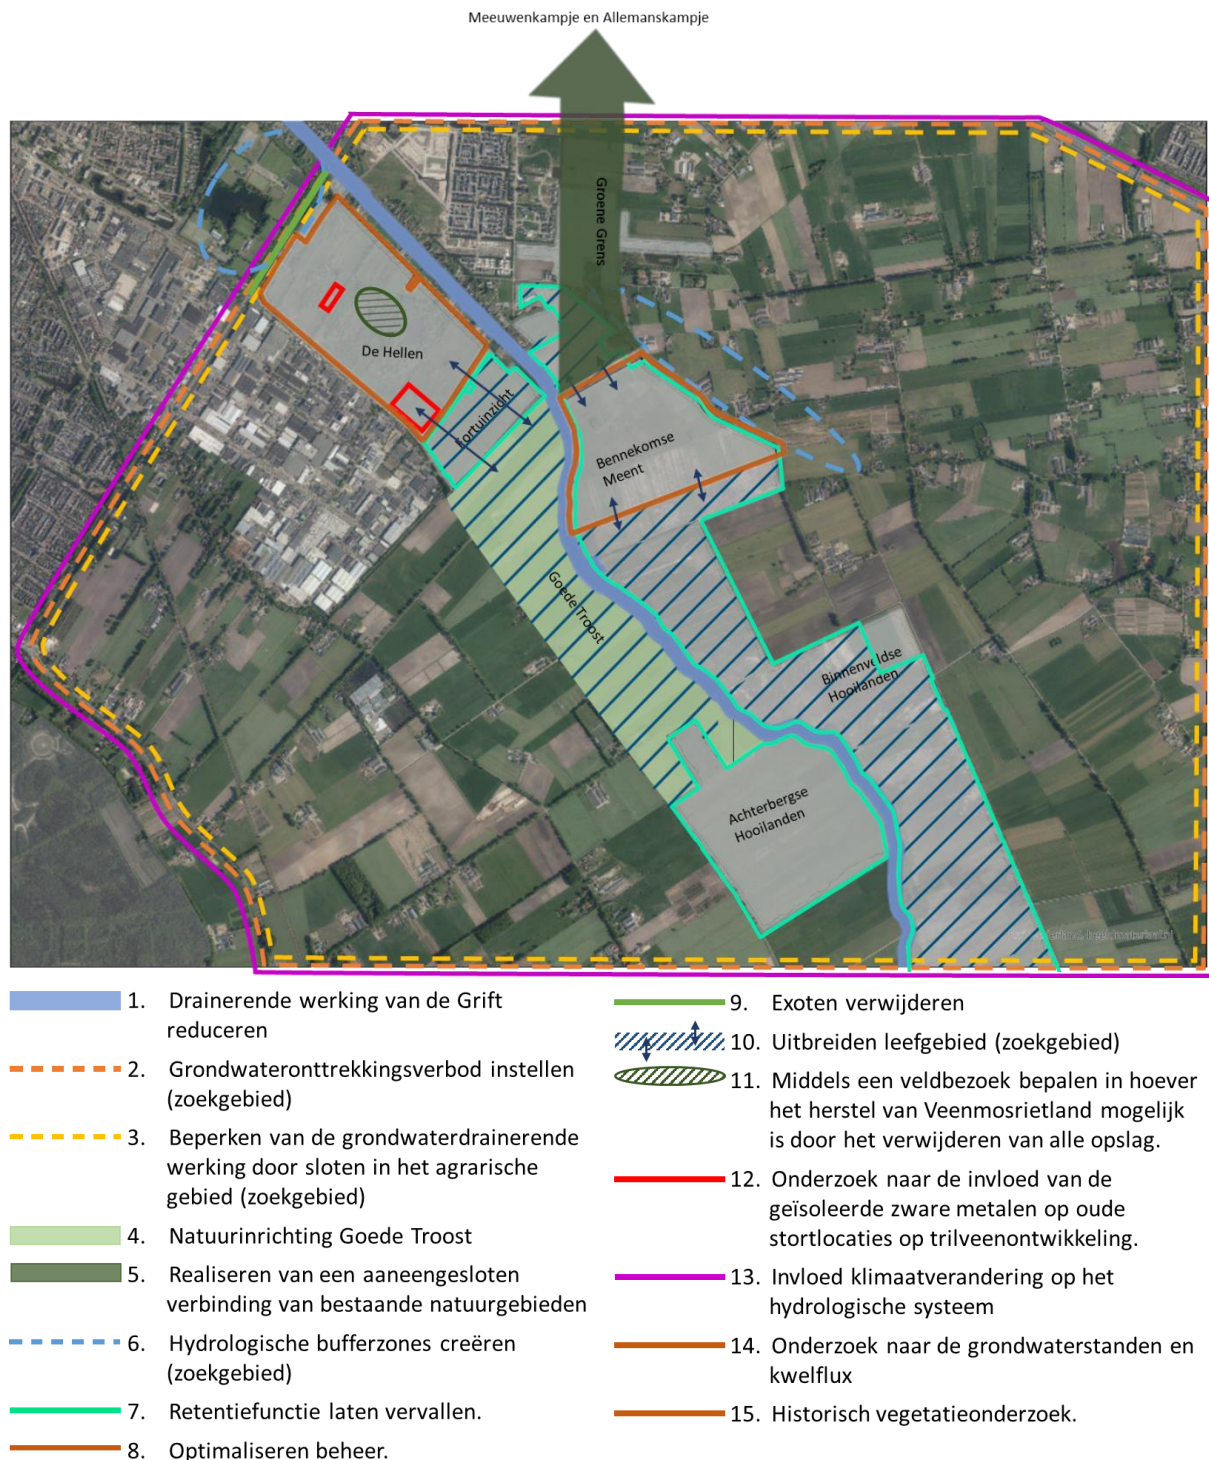 Meeuwenkampje en Allemanskampje
Groene Grens
De Hellen
Bennekomse
Meent
Goede Troost
Binnenveldse
Hooilanden
Achterbergse
Hooilanden
1. Drainerende werking van de Grift
reduceren
2. Grondwateronttrekkingsverbod instellen
(zoekgebied)
3. Beperken van de grondwaterdrainerende
werking door sloten in het agrarische
gebied (zoekgebied)
4. Natuurinrichting Goede Troost
5. Realiseren van een aaneengesloten
verbinding van bestaande natuurgebieden
6. Hydrologische bufferzones creëren
(zoekgebied)
7. Retentiefunctie laten vervallen.
8. Optimaliseren beheer.
9. Exoten verwijderen
10. Uitbreiden leefgebied (zoekgebied)
11. Middels een veldbezoek bepalen in hoever
het herstel van Veenmosrietland mogelijk
is door het verwijderen van alle opslag.
12. Onderzoek naar de invloed van de
geïsoleerde zware metalen op oude
stortlocaties op trilveenontwikkeling.
13. Invloed klimaatverandering op het
hydrologische systeem
14. Onderzoek naar de grondwaterstanden en
kwelflux
15. Historisch vegetatieonderzoek.